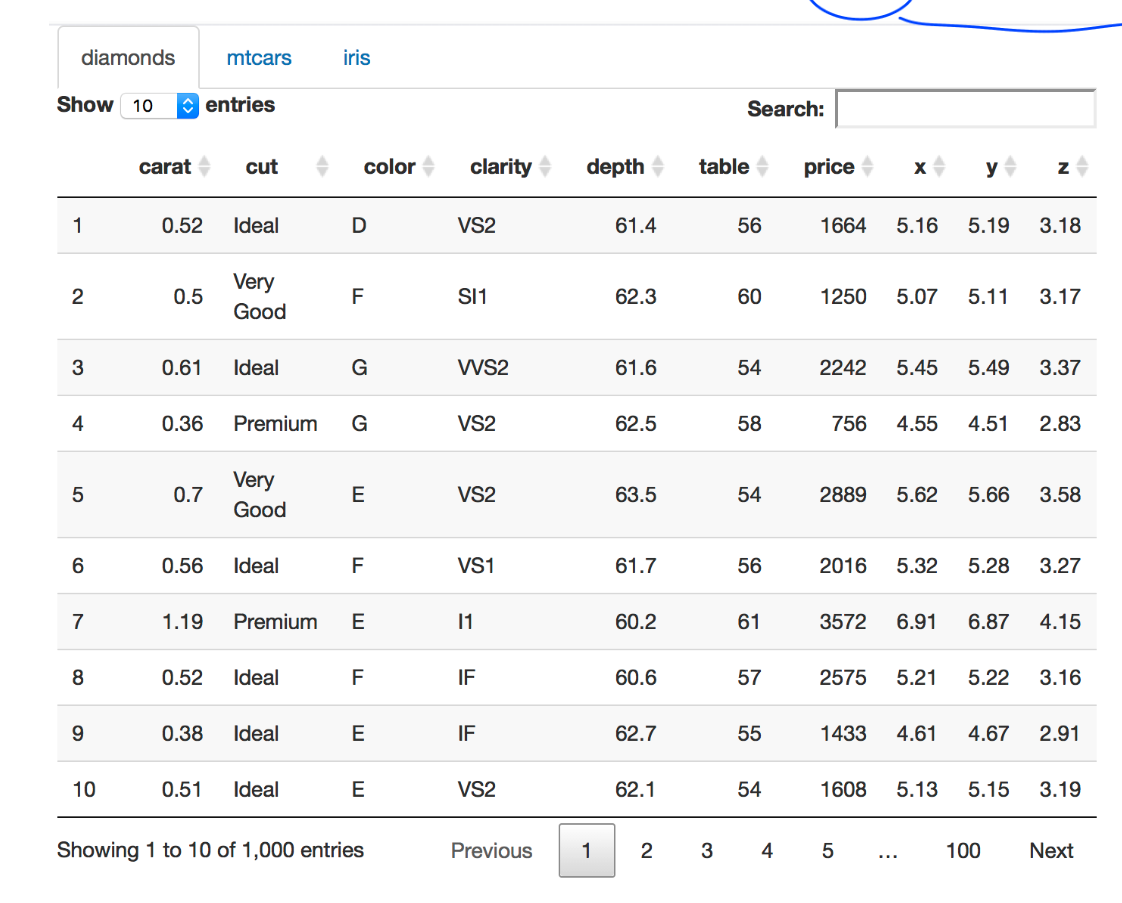 diamonds mtcars iris
Show 10 entries Search:
carat cut color clarity depth table price x y z
1 0.52 Ideal D VS2 61.4 56 1664 5.16 5.19 3.18
2 0.5 Very Good F SI1 62.3 60 1250 5.07 5.11 3.17
3 0.61 Ideal G VVS2 61.6 54 2242 5.45 5.49 3.37
4 0.36 Premium G VS2 62.5 58 756 4.55 4.51 2.83
5 0.7 Very Good E VS2 63.5 54 2889 5.62 5.66 3.58
6 0.56 Ideal F VS1 61.7 56 2016 5.32 5.28 3.27
7 1.19 Premium E I1 60.2 61 3572 6.91 6.87 4.15
8 0.52 Ideal F IF 60.6 57 2575 5.21 5.22 3.16
9 0.38 Ideal E IF 62.7 55 1433 4.61 4.67 2.91
10 0.51 Ideal E VS2 62.1 54 1608 5.13 5.15 3.19
Showing 1 to 10 of 1,000 entries Previous 1 2 3 4 5 ... 100 Next